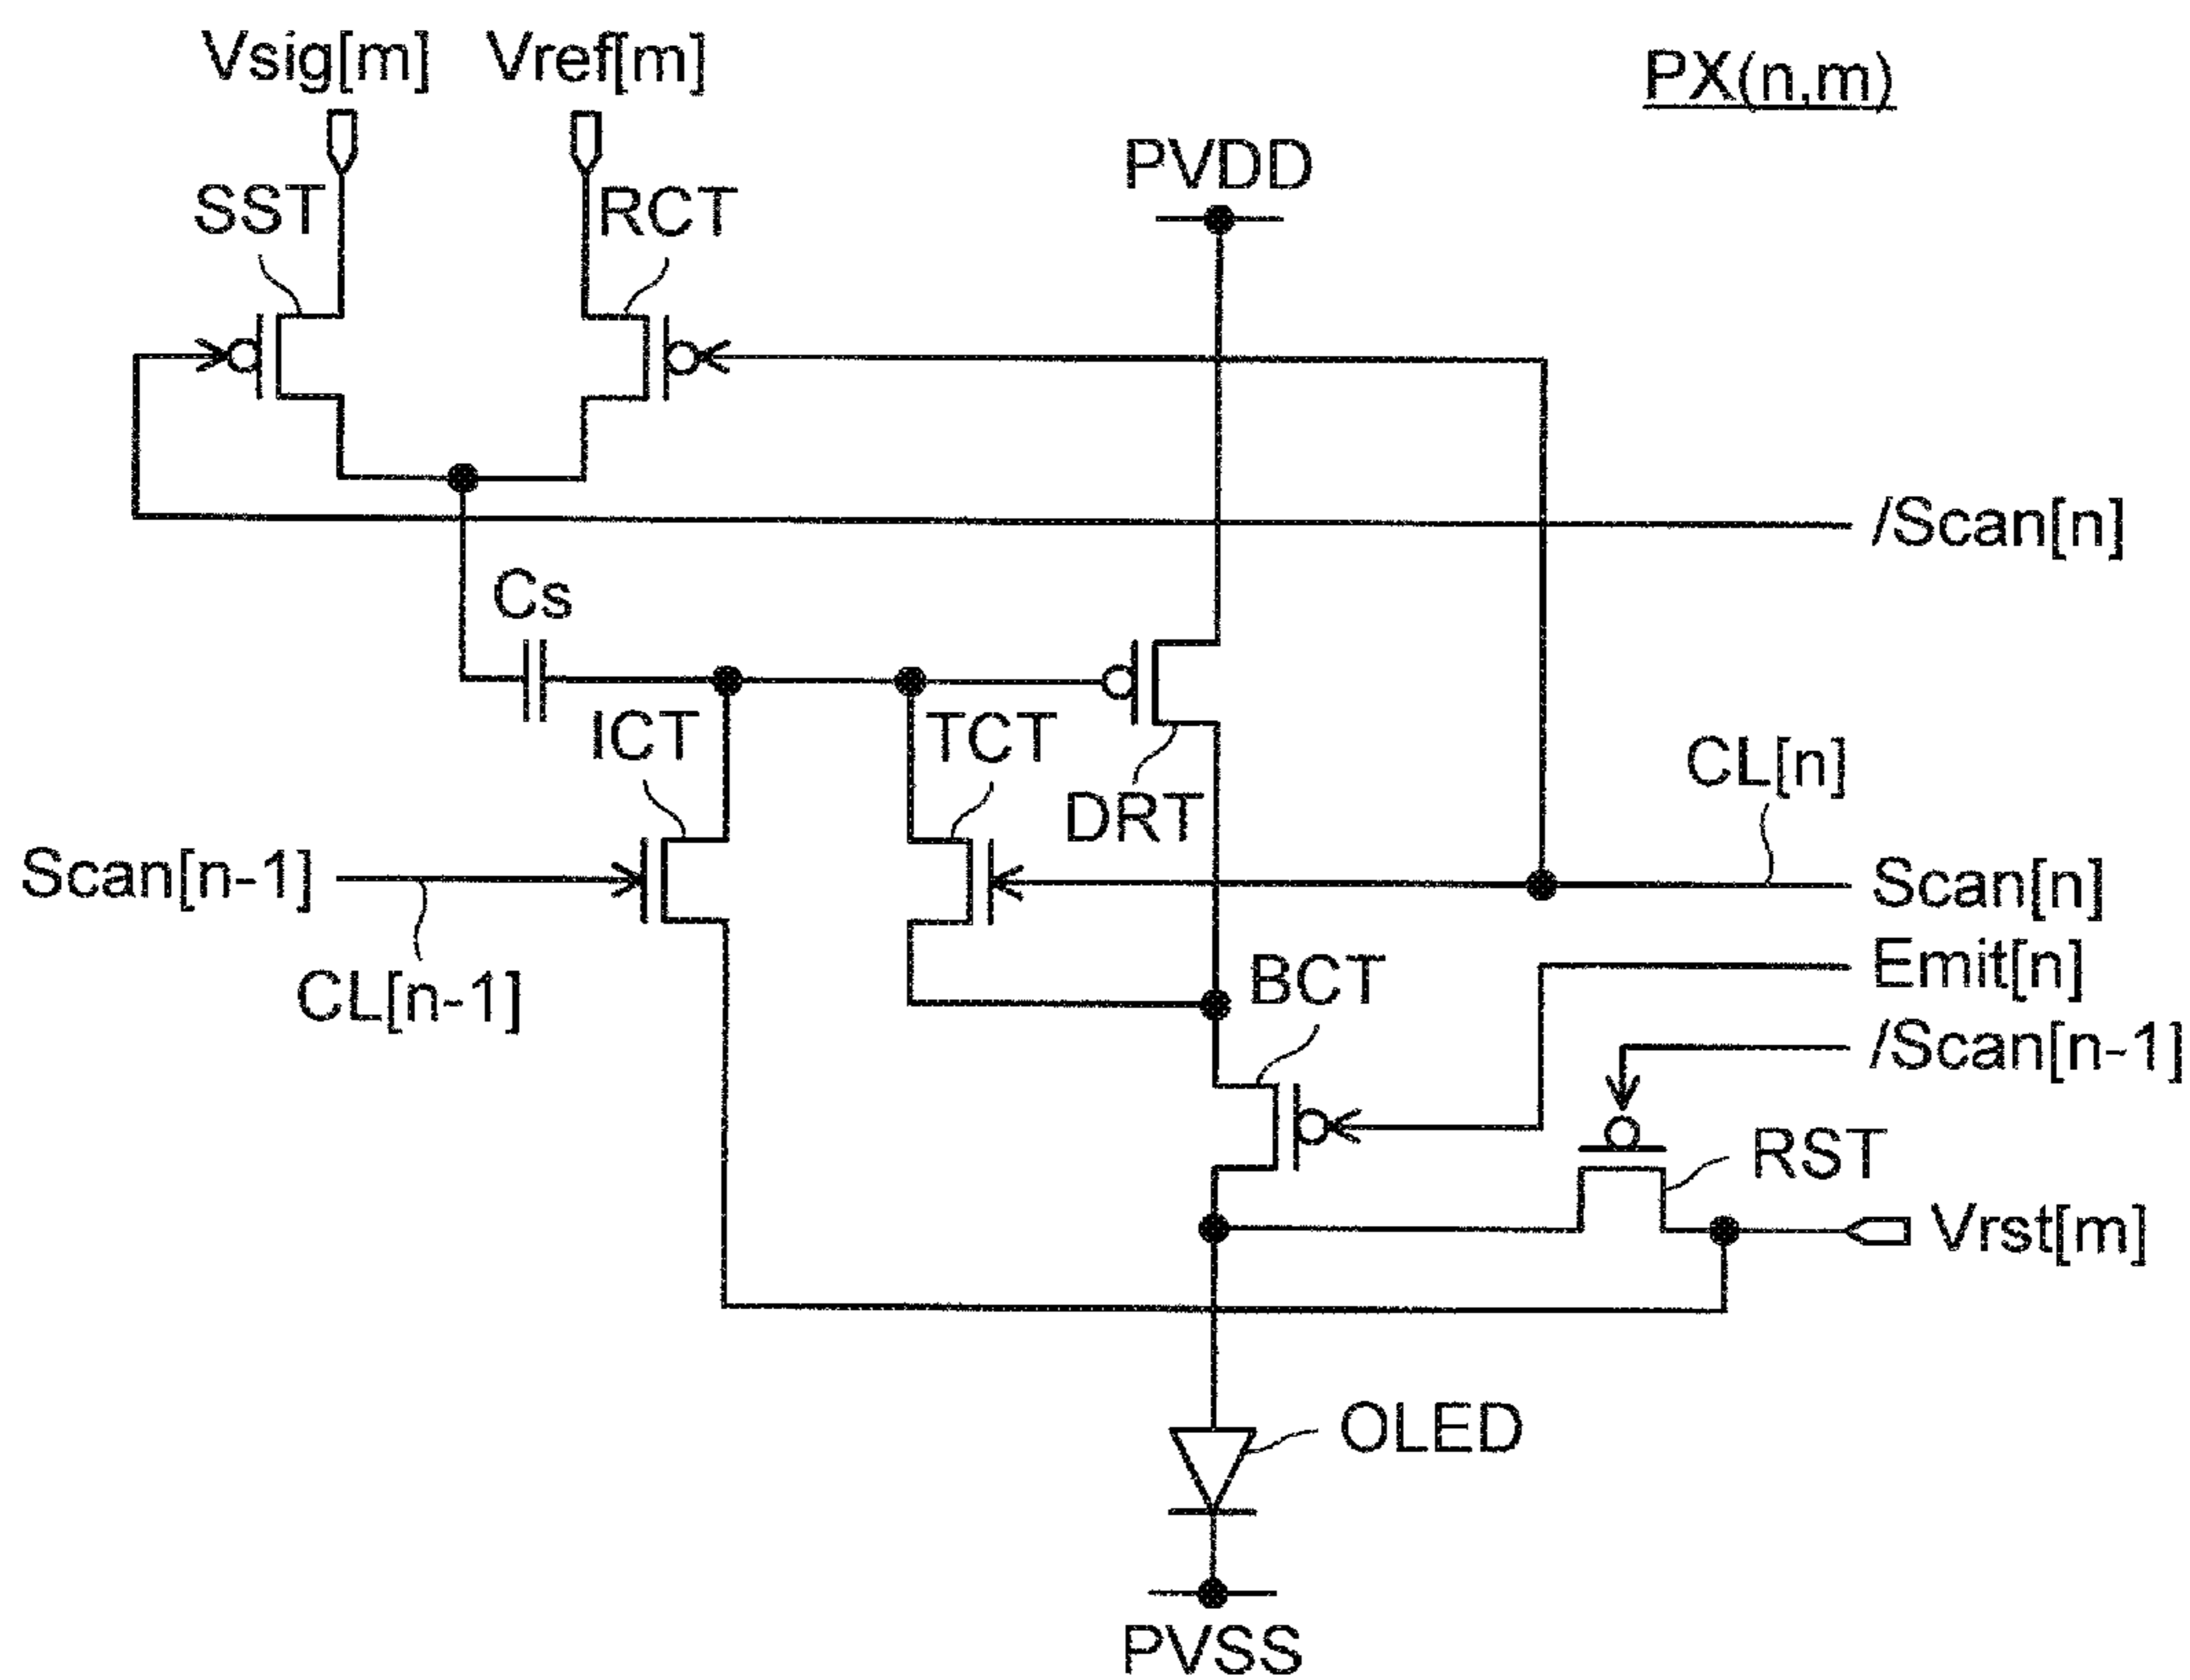 Vsig[m] Vref[m]
PX(n,m)
PVDD
SST
RCT
/Scan[n]
Cs
ICT
TCT
DRT
CL[n]
Scan[n-1]
Scan[n]
CL[n-1]
BCT
Emit[n]
/Scan[n-1]
RST
Vrst[m]
OLED
PVSS